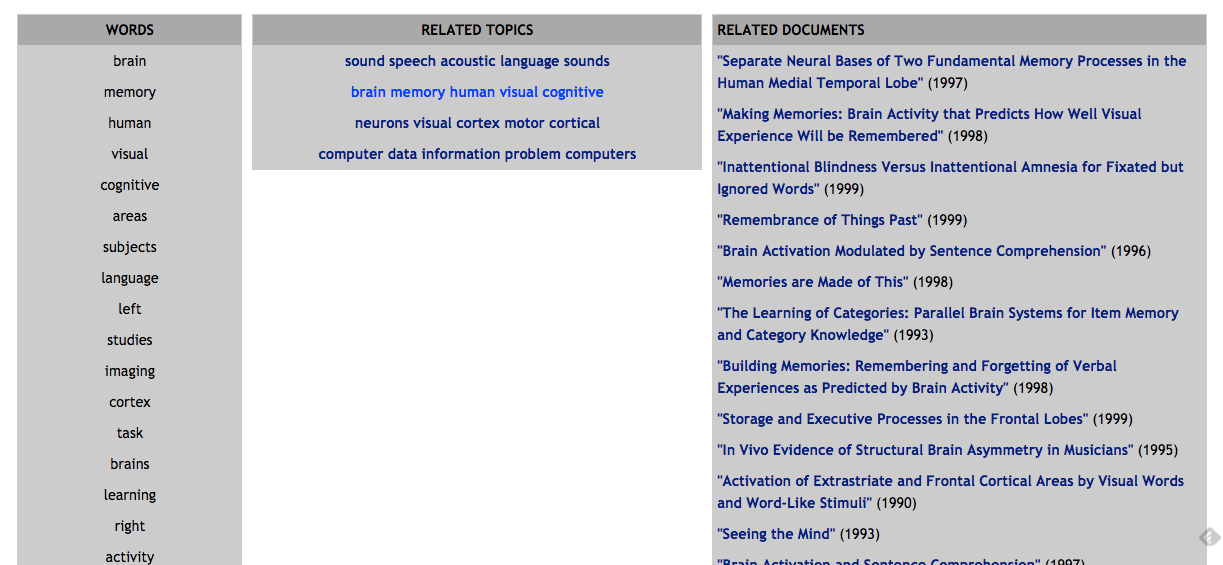 WORDS
brain
memory
human
visual
cognitive
areas
subjects
language
left
studies
imaging
cortex
task
brains
learning
right
activity
RELATED TOPICS
sound speech acoustic language sounds
brain memory human visual cognitive
neurons visual cortex motor cortical
computer data information problem computers
RELATED DOCUMENTS
"Separate Neural Bases of Two Fundamental Memory Processes in the
Human Medial Temporal Lobe" (1997)
"Making Memories: Brain Activity that Predicts How Well Visual
Experience Will be Remembered" (1998)
"Inattentional Blindness Versus Inattentional Amnesia for Fixated but
Ignored Words" (1999)
"Remembrance of Things Past" (1999)
"Brain Activation Modulated by Sentence Comprehension" (1996)
"Memories are Made of This" (1998)
"The Learning of Categories: Parallel Brain Systems for Item Memory
and Category Knowledge" (1993)
"Building Memories: Remembering and Forgetting of Verbal
Experiences as Predicted by Brain Activity" (1998)
"Storage and Executive Processes in the Frontal Lobes" (1999)
"In Vivo Evidence of Structural Brain Asymmetry in Musicians" (1995)
"Activation of Extrastriate and Frontal Cortical Areas by Visual Words
and Word-Like Stimuli" (1990)
"Seeing the Mind" (1993)
"Brain Activation and Sentence Comprehension" (1997)